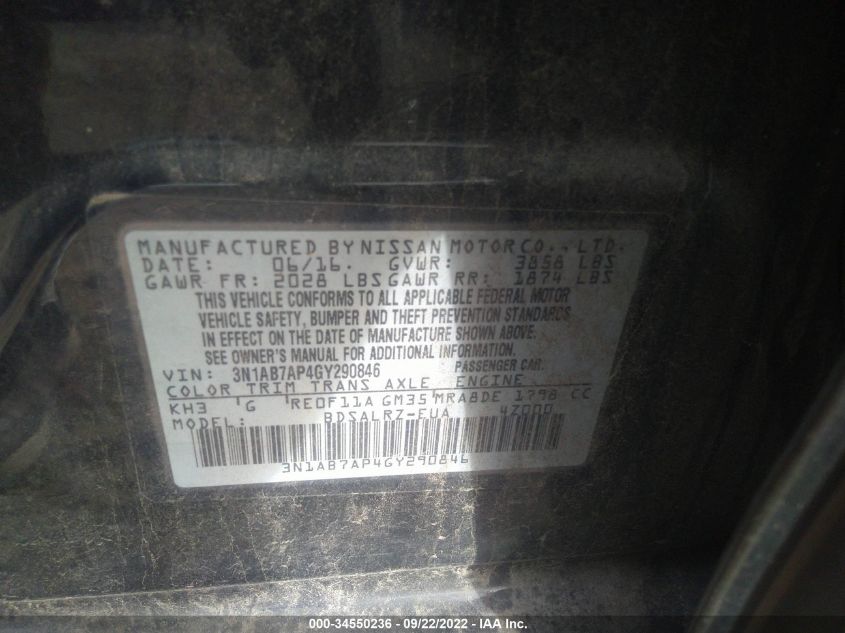 MANUFACTURED BY NISSAN MOTOR CO., LTD.
DATE: 06/16. GVWR: 3858 LBS
GAWR FR: 2028 LBS GAWR RR: 1874 LBS
THIS VEHICLE CONFORMS TO ALL APPLICABLE FEDERAL MOTOR
VEHICLE SAFETY, BUMPER AND THEFT PREVENTION STANDARDS
IN EFFECT ON THE DATE OF MANUFACTURE SHOWN ABOVE.
SEE OWNER'S MANUAL FOR ADDITIONAL INFORMATION.
VIN: 3N1AB7AP4GY290846 PASSENGER CAR.
COLOR TRIM TRANS AXLE ENGINE
KH3 'G 'RE0F11A GM35 'MRA8DE 1798 CC
MODEL: BDSALRZ-EUA 4Z000
3N1AB7AP4GY290846
000-34550236 - 09/22/2022 - IAA Inc.